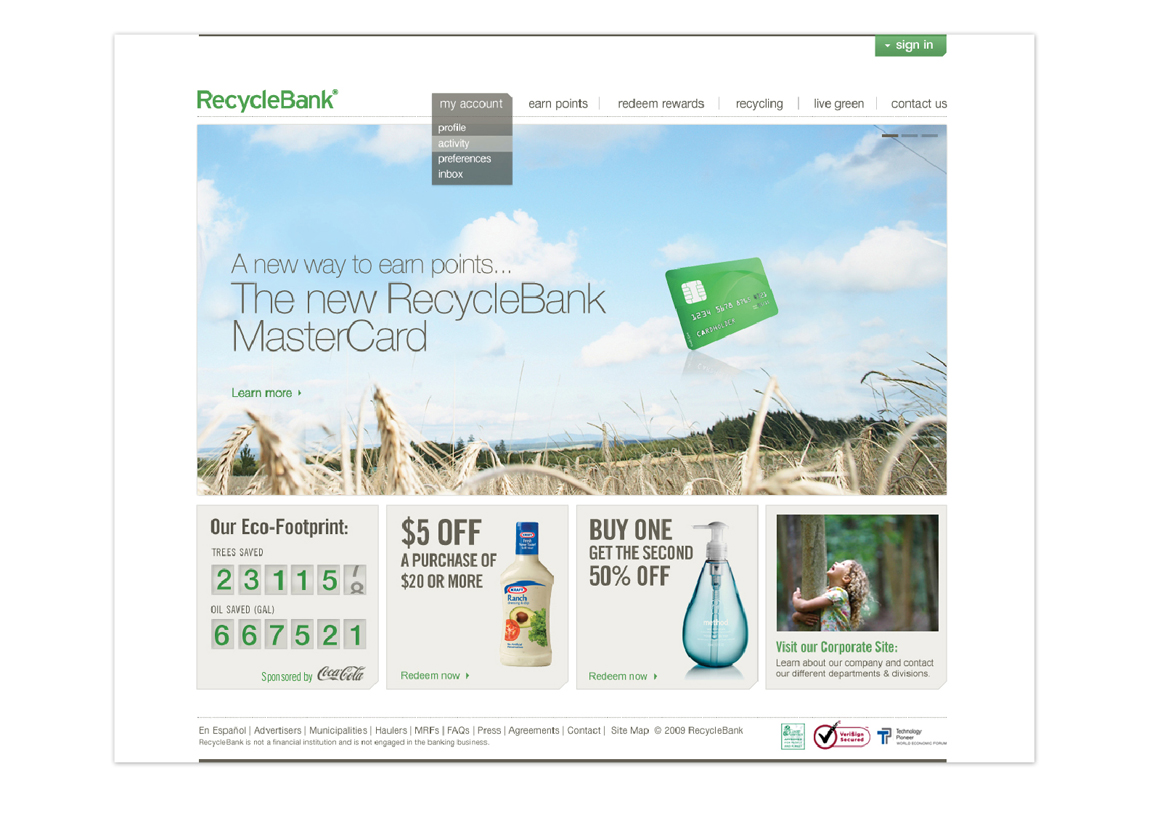 sign in
RecycleBank®
my account
earn points
redeem rewards
recycling
live green
contact us
profile
activity
preferences
inbox
A new way to earn points...
The new RecycleBank
MasterCard
Learn more
1234 5678
CARDHOLDER
Our Eco-Footprint:
TREES SAVED
2 3 1 1 5
OIL SAVED (GAL)
6 6 7 5 2 1
Sponsored by Coca-Cola
$5 OFF
A PURCHASE OF
$20 OR MORE
KRAFT
KRAFT
Ranch
Redeem now
BUY ONE
GET THE SECOND
50% OFF
method
Redeem now
Visit our Corporate Site:
Learn about our company and contact
our different departments & divisions.
En Español | Advertisers | Municipalities | Haulers | MRFs | FAQs | Press | Agreements | Contact | Site Map © 2009 RecycleBank
RecycleBank is not a financial institution and is not engaged in the banking business.
VeriSign
Secured
Technology
Pioneer
WORLD ECONOMIC FORUM